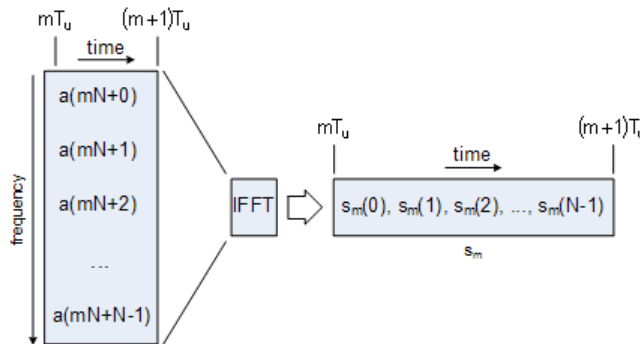 mTᵤ (m+1)Tᵤ
time
frequency
a(mN+0)
a(mN+1)
a(mN+2)
...
a(mN+N-1)
IFFT
mTᵤ (m+1)Tᵤ
time
sₘ(0), sₘ(1), sₘ(2), ..., sₘ(N-1)
sₘ